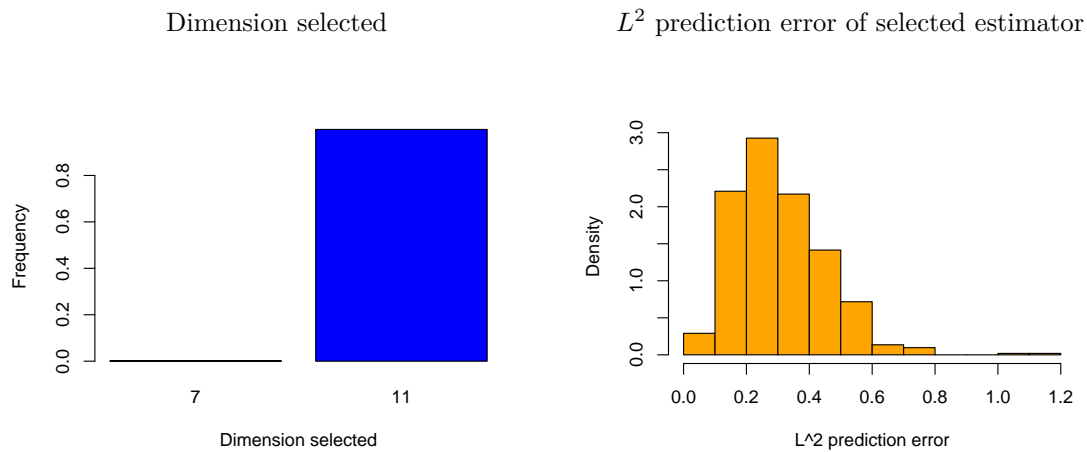 Dimension selected
L² prediction error of selected estimator
Frequency
0.0 0.2 0.4 0.6 0.8
7 11
Dimension selected
Density
0.0 1.0 2.0 3.0
0.0 0.2 0.4 0.6 0.8 1.0 1.2
L^2 prediction error